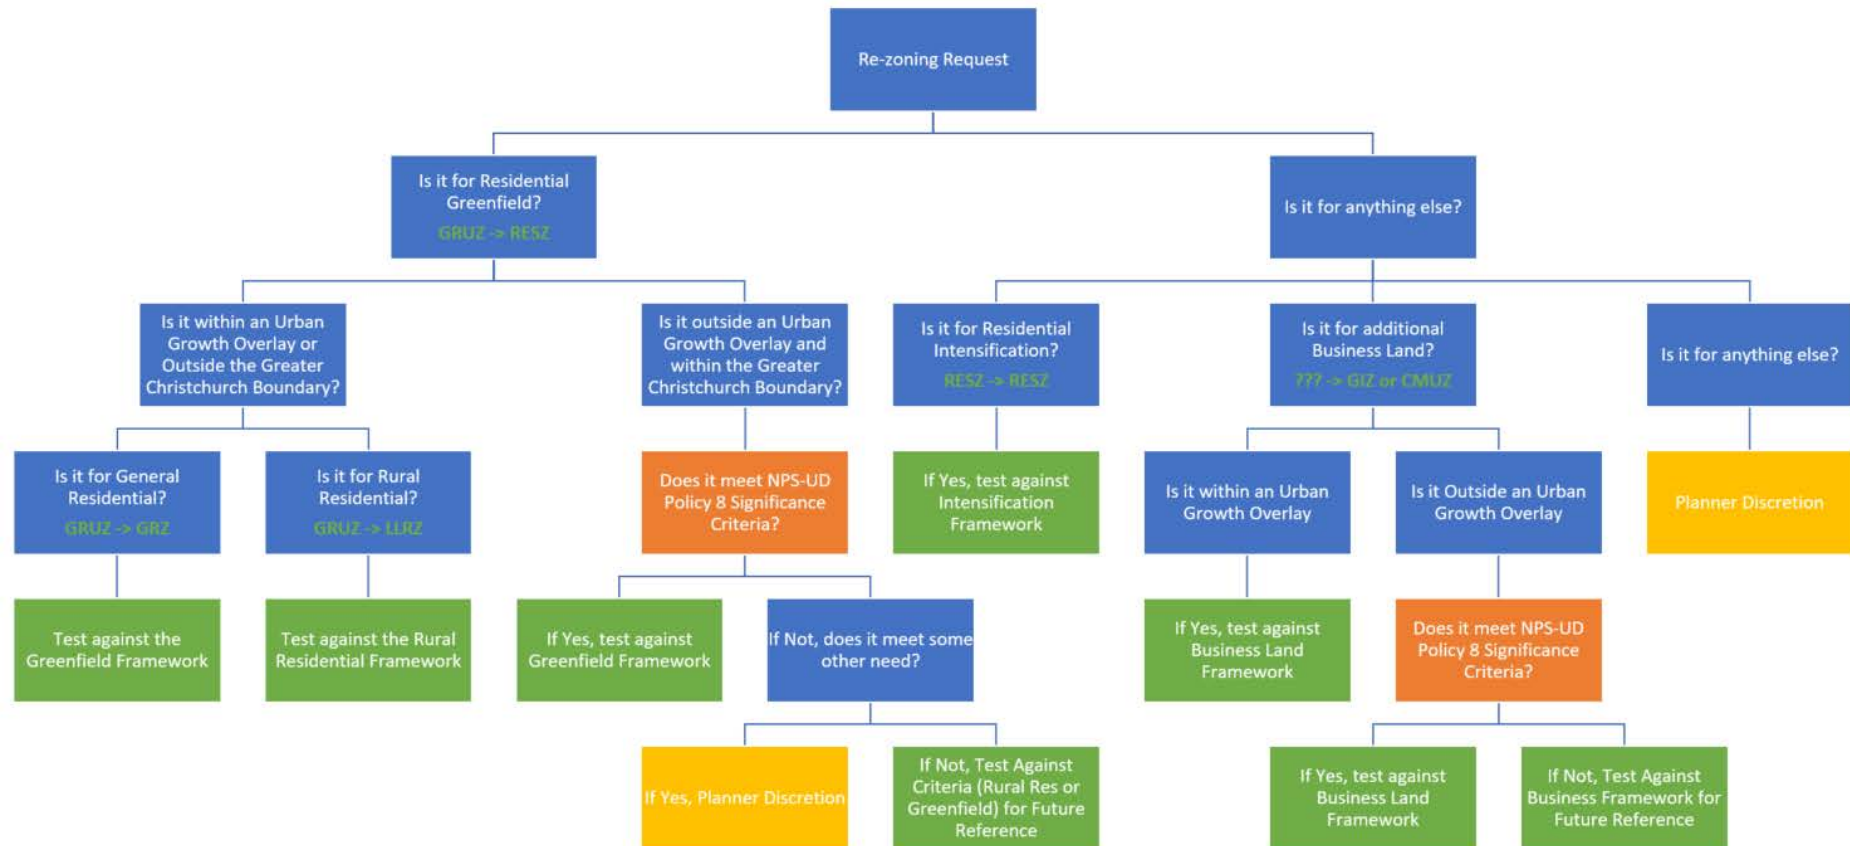 Re-zoning Request
Is it for Residential
Greenfield?
GRUZ -> RESZ
Is it for anything else?
Is it within an Urban
Growth Overlay or
Outside the Greater
Christchurch Boundary?
Is it outside an Urban
Growth Overlay and
within the Greater
Christchurch Boundary?
Is it for Residential
Intensification?
RESZ -> RESZ
Is it for additional
Business Land?
??? -> GIZ or CMUZ
Is it for anything else?
Is it for General
Residential?
GRUZ -> GRZ
Is it for Rural
Residential?
GRUZ -> LLRZ
Does it meet NPS-UD
Policy 8 Significance
Criteria?
If Yes, test against
Intensification
Framework
Is it within an Urban
Growth Overlay
Is it Outside an Urban
Growth Overlay
Planner Discretion
Test against the
Greenfield Framework
Test against the Rural
Residential Framework
If Yes, test against
Greenfield Framework
If Not, does it meet some
other need?
If Yes, test against
Business Land
Framework
Does it meet NPS-UD
Policy 8 Significance
Criteria?
If Yes, Planner Discretion
If Not, Test Against
Criteria (Rural Res or
Greenfield) for Future
Reference
If Yes, test against
Business Land
Framework
If Not, Test Against
Business Framework for
Future Reference